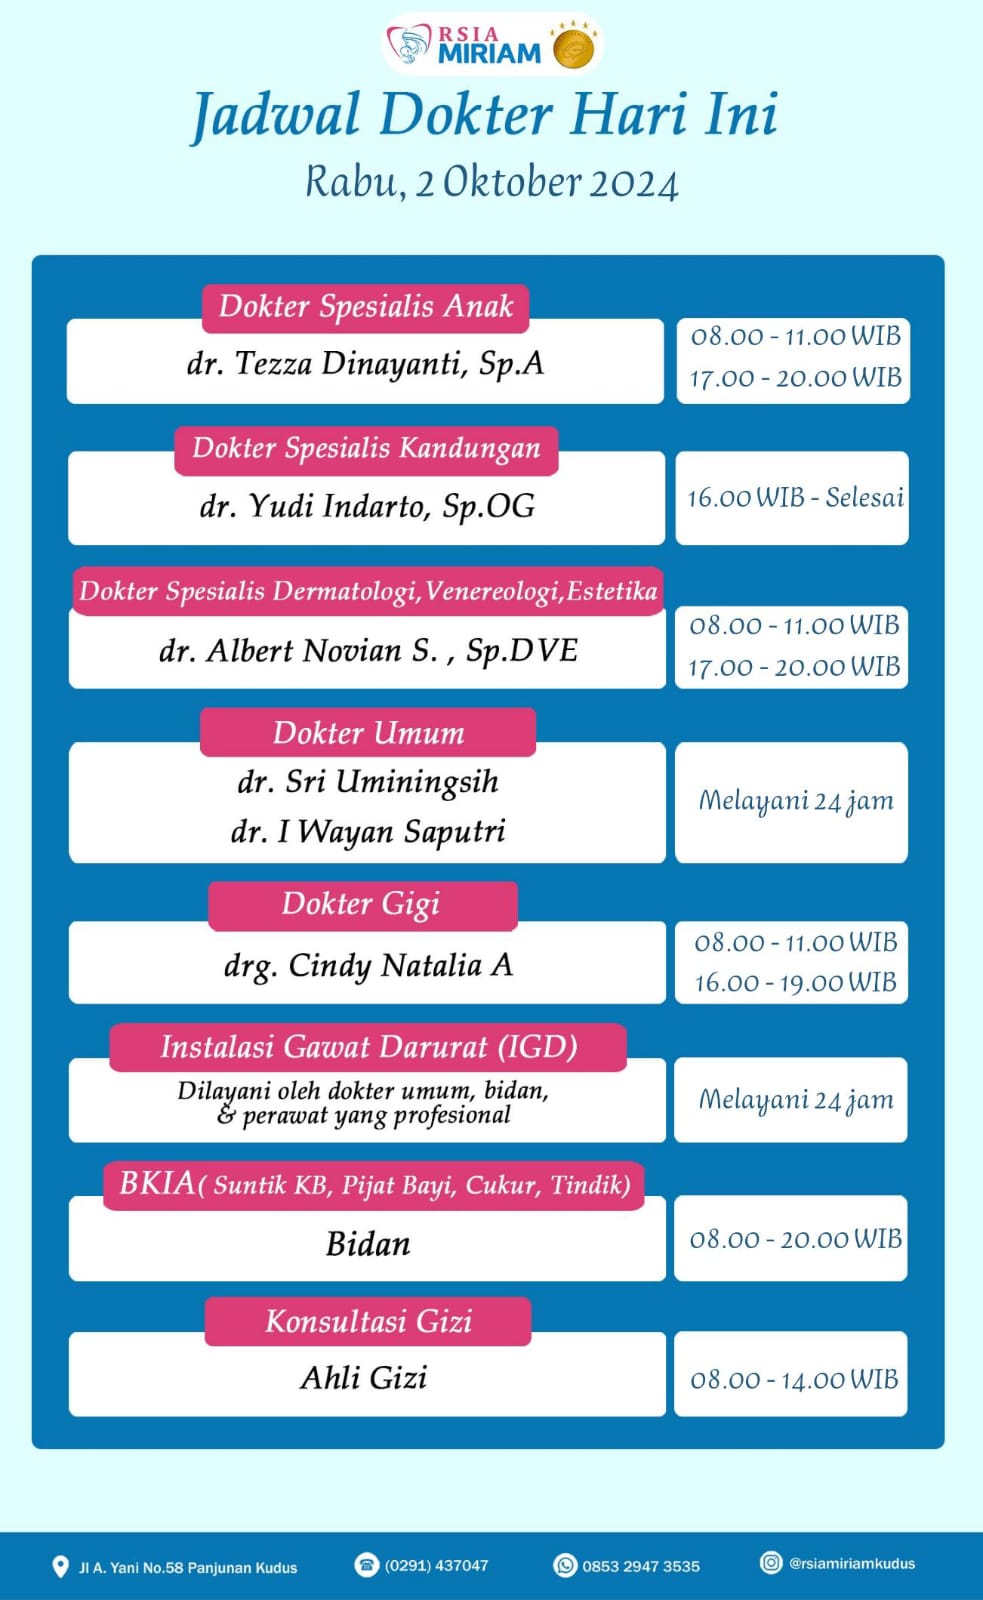 RSIA
MIRIAM
Jadwal Dokter Hari Ini
Rabu, 2 Oktober 2024
Dokter Spesialis Anak
dr. Tezza Dinayanti, Sp.A
08.00 - 11.00 WIB
17.00 - 20.00 WIB
Dokter Spesialis Kandungan
dr. Yudi Indarto, Sp.OG
16.00 WIB - Selesai
Dokter Spesialis Dermatologi,Venereologi,Estetika
dr. Albert Novian S. , Sp.DVE
08.00 - 11.00 WIB
17.00 - 20.00 WIB
Dokter Umum
dr. Sri Uminingsih
dr. I Wayan Saputri
Melayani 24 jam
Dokter Gigi
drg. Cindy Natalia A
08.00 - 11.00 WIB
16.00 - 19.00 WIB
Instalasi Gawat Darurat (IGD)
Dilayani oleh dokter umum, bidan,
& perawat yang profesional
Melayani 24 jam
BKIA( Suntik KB, Pijat Bayi, Cukur, Tindik)
Bidan
08.00 - 20.00 WIB
Konsultasi Gizi
Ahli Gizi
08.00 - 14.00 WIB
Jl A. Yani No.58 Panjunan Kudus
(0291) 437047
0853 2947 3535
@rsiamiriamkudus